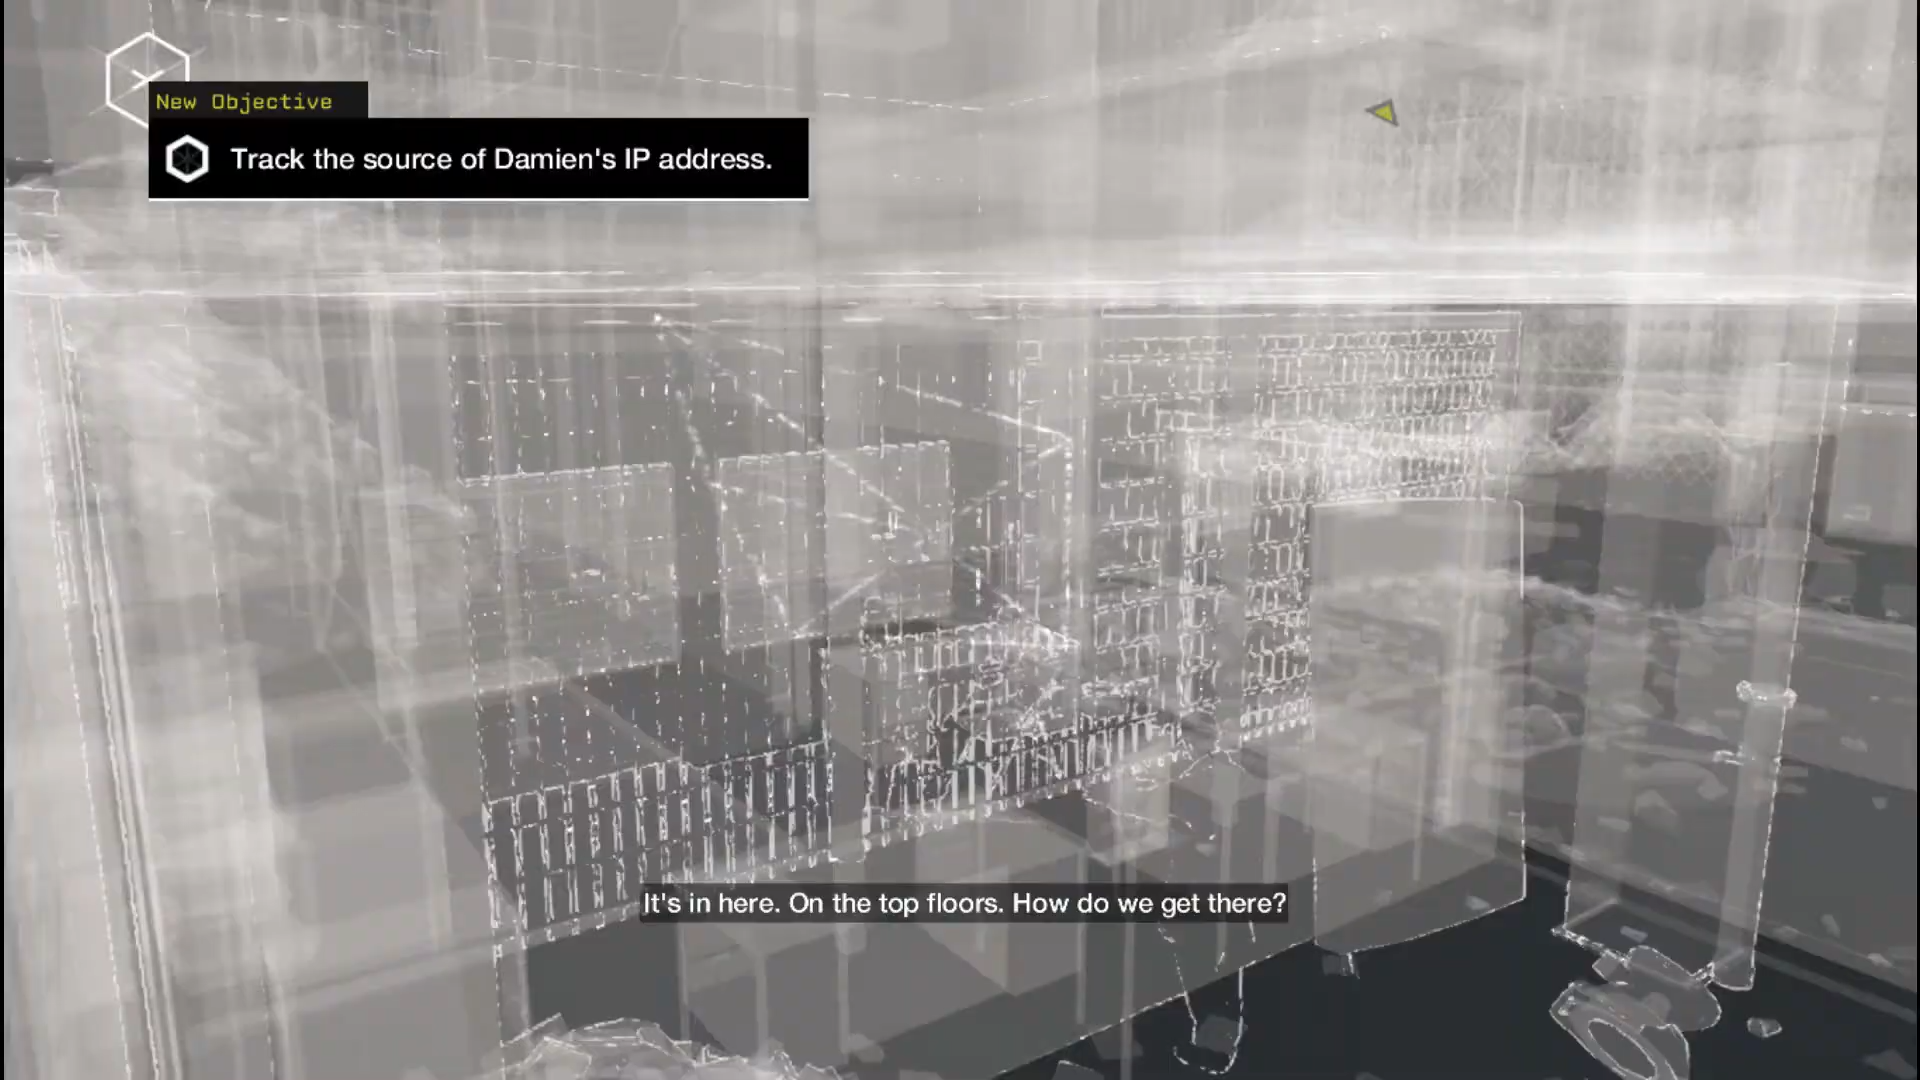 New Objective
Track the source of Damien's IP address.
It's in here. On the top floors. How do we get there?